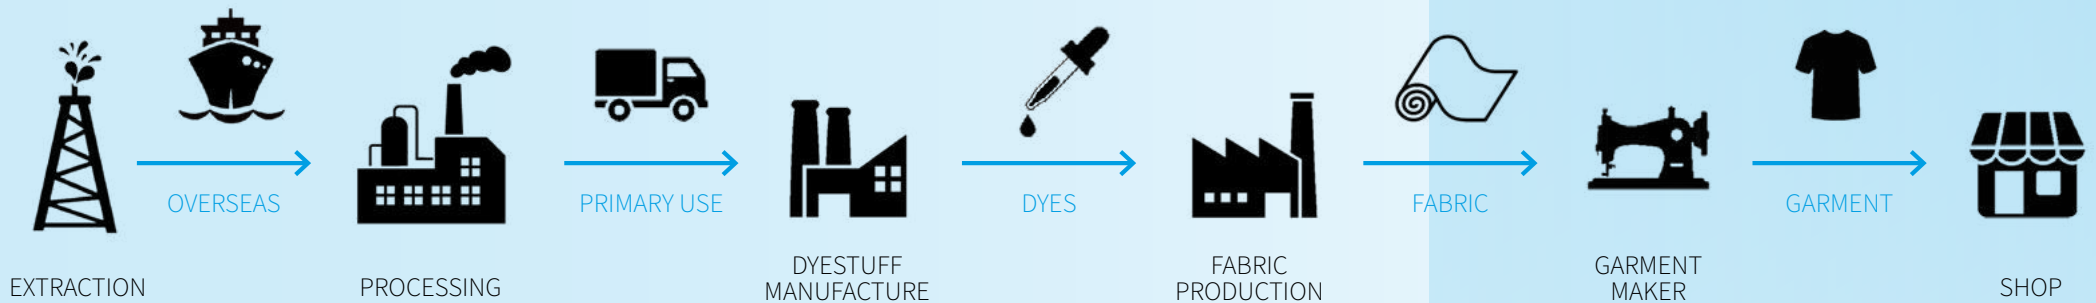 OVERSEAS
PRIMARY USE
DYES
FABRIC
GARMENT
EXTRACTION
PROCESSING
DYESTUFF
MANUFACTURE
FABRIC
PRODUCTION
GARMENT
MAKER
SHOP